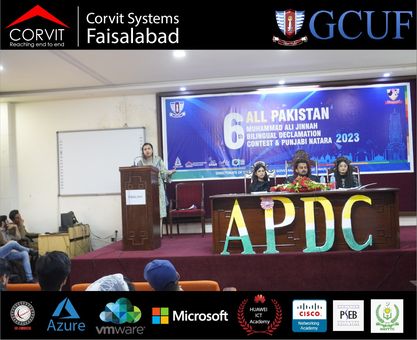 CORVIT
Reaching end to end
Corvit Systems
Faisalabad
GCUF
6th
ALL PAKISTAN
MUHAMMAD ALI JINNAH
BILINGUAL DECLAMATION
CONTEST & PUNJABI NATARA 2023
APDC
Azure
vmware
Microsoft
HUAWEI
ICT
Academy
CISCO
Networking
Academy
PSEB
NAVTTC